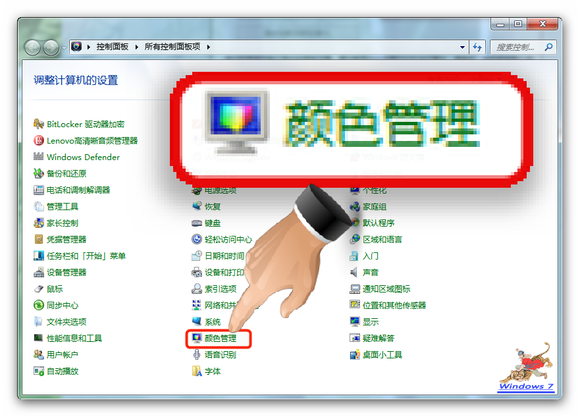 控制面板 ▸ 所有控制面板项 ▸
搜索控制...
调整计算机的设置
颜色管理
BitLocker 驱动器加密
Lenovo高清晰音频管理器
Windows Defender
备份和还原
电话和调制解调器
管理工具
家长控制
凭据管理器
任务栏和「开始」菜单
设备管理器
鼠标
同步中心
文件夹选项
性能信息和工具
用户帐户
自动播放
电源选项
恢复
键盘
轻松访问中心
日期和时间
设备和打印
索引选项
网络和共
系统
颜色管理
语音识别
字体
个性化
家庭组
默认程序
区域和语言
入门
声音
通知区域图标
位置和其他传感器
显示
疑难解答
桌面小工具
Windows 7